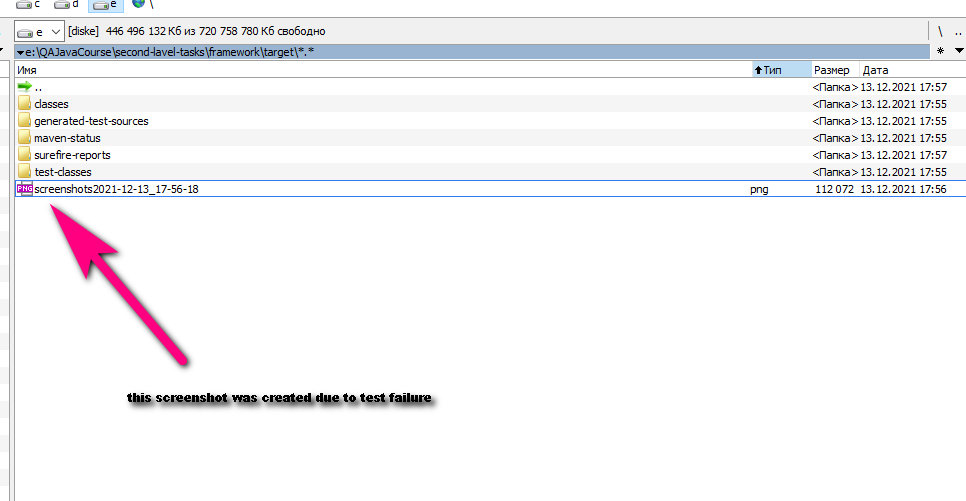 c d e \
e [diske] 446 496 132 Кб из 720 758 780 Кб свободно \ ..
e:\QAJavaCourse\second-lavel-tasks\framework\target\*.* *
Имя Тип Размер Дата
.. <Папка> 13.12.2021 17:57
classes <Папка> 13.12.2021 17:55
generated-test-sources <Папка> 13.12.2021 17:55
maven-status <Папка> 13.12.2021 17:55
surefire-reports <Папка> 13.12.2021 17:57
test-classes <Папка> 13.12.2021 17:55
PNG screenshots2021-12-13_17-56-18 png 112 072 13.12.2021 17:56
this screenshot was created due to test failure